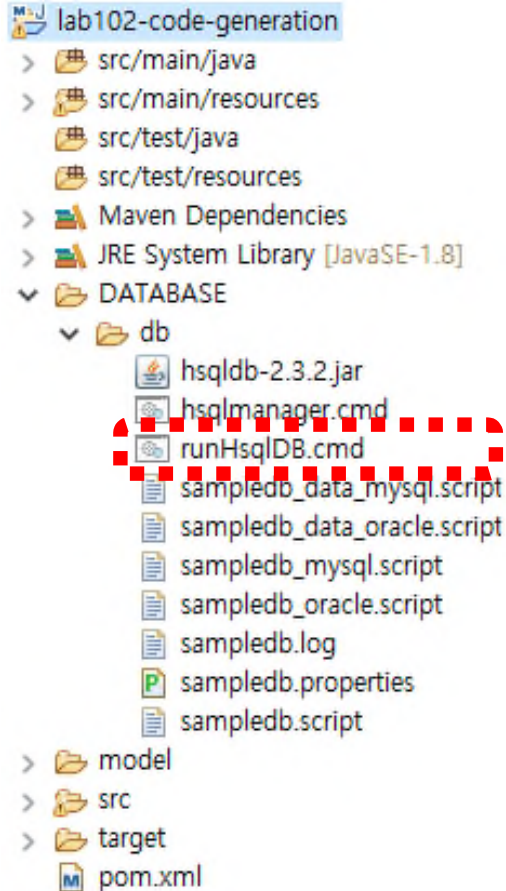 lab102-code-generation
src/main/java
src/main/resources
src/test/java
src/test/resources
Maven Dependencies
JRE System Library [JavaSE-1.8]
DATABASE
db
hsqldb-2.3.2.jar
hsqlmanager.cmd
runHsqlDB.cmd
sampledb_data_mysql.script
sampledb_data_oracle.script
sampledb_mysql.script
sampledb_oracle.script
sampledb.log
sampledb.properties
sampledb.script
model
src
target
pom.xml